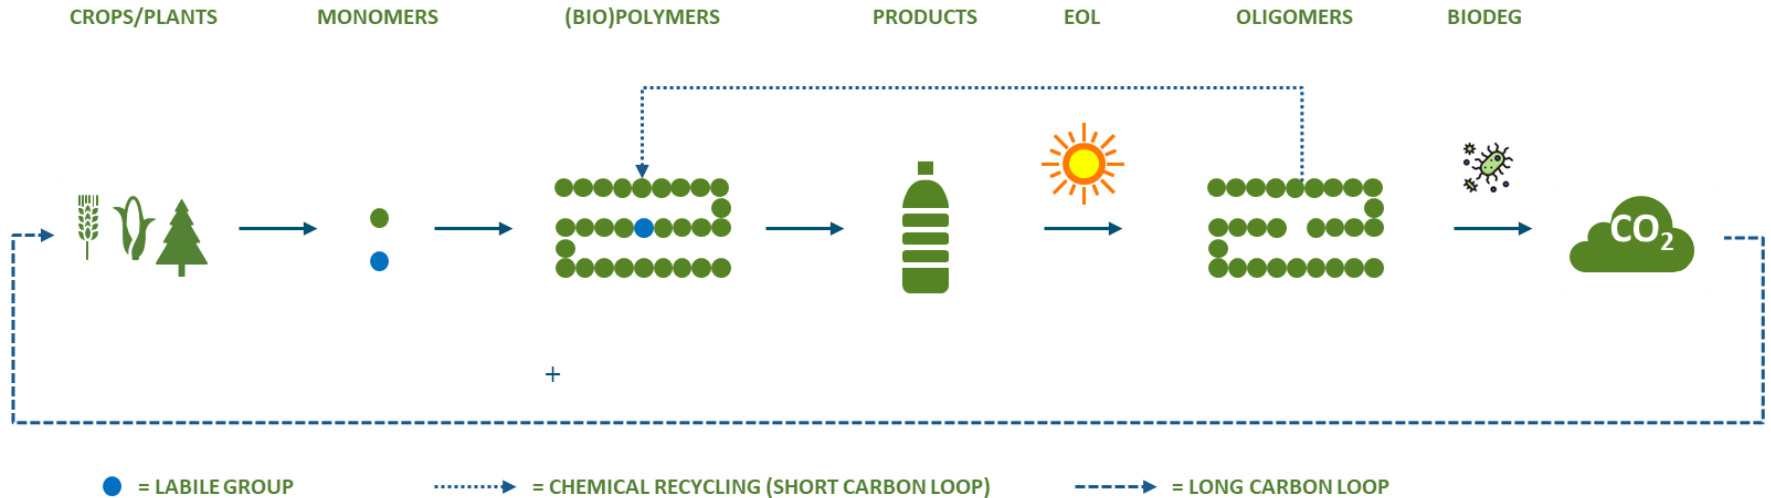 CROPS/PLANTS MONOMERS (BIO)POLYMERS PRODUCTS EOL OLIGOMERS BIODEG
CO₂
+
= LABILE GROUP = CHEMICAL RECYCLING (SHORT CARBON LOOP) = LONG CARBON LOOP